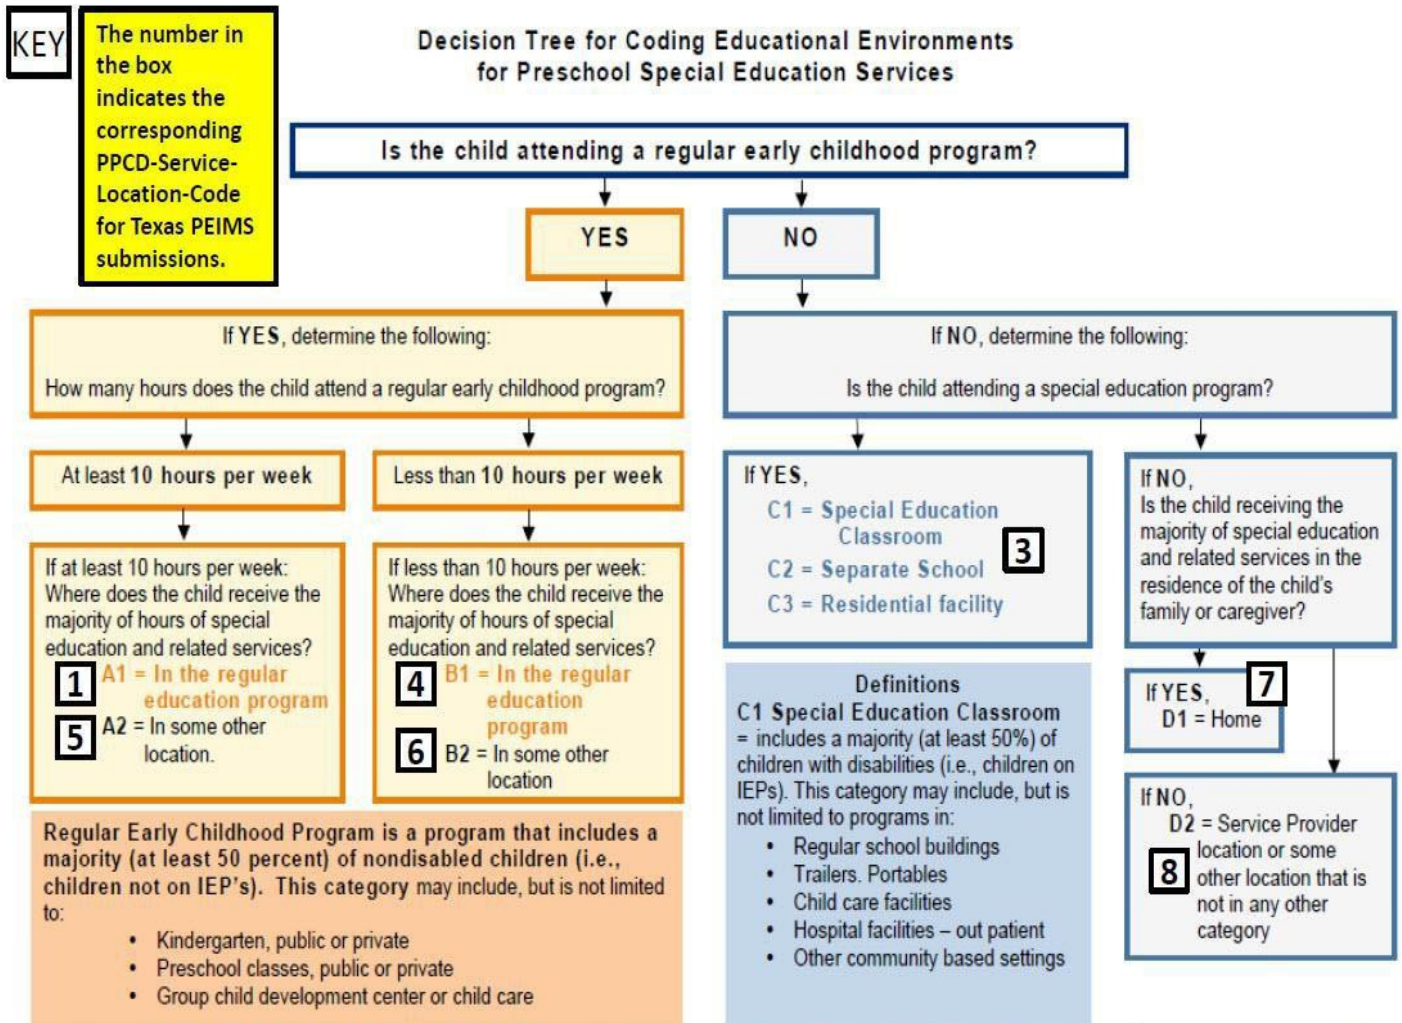 KEY
The number in
the box
indicates the
corresponding
PPCD-Service-
Location-Code
for Texas PEIMS
submissions.
Decision Tree for Coding Educational Environments
for Preschool Special Education Services
Is the child attending a regular early childhood program?
YES
NO
If YES, determine the following:
How many hours does the child attend a regular early childhood program?
If NO, determine the following:
Is the child attending a special education program?
At least 10 hours per week
Less than 10 hours per week
If at least 10 hours per week:
Where does the child receive the
majority of hours of special
education and related services?
1 A1 = In the regular
education program
5 A2 = In some other
location.
If less than 10 hours per week:
Where does the child receive the
majority of hours of special
education and related services?
4 B1 = In the regular
education
program
6 B2 = In some other
location
If YES,
C1 = Special Education
Classroom
3
C2 = Separate School
C3 = Residential facility
If NO,
Is the child receiving the
majority of special education
and related services in the
residence of the child's
family or caregiver?
If YES, 7
D1 = Home
If NO,
D2 = Service Provider
location or some
8 other location that is
not in any other
category
Regular Early Childhood Program is a program that includes a
majority (at least 50 percent) of nondisabled children (i.e.,
children not on IEP's). This category may include, but is not limited
to:
• Kindergarten, public or private
• Preschool classes, public or private
• Group child development center or child care
Definitions
C1 Special Education Classroom
= includes a majority (at least 50%) of
children with disabilities (i.e., children on
IEPs). This category may include, but is
not limited to programs in:
• Regular school buildings
• Trailers. Portables
• Child care facilities
• Hospital facilities – out patient
• Other community based settings